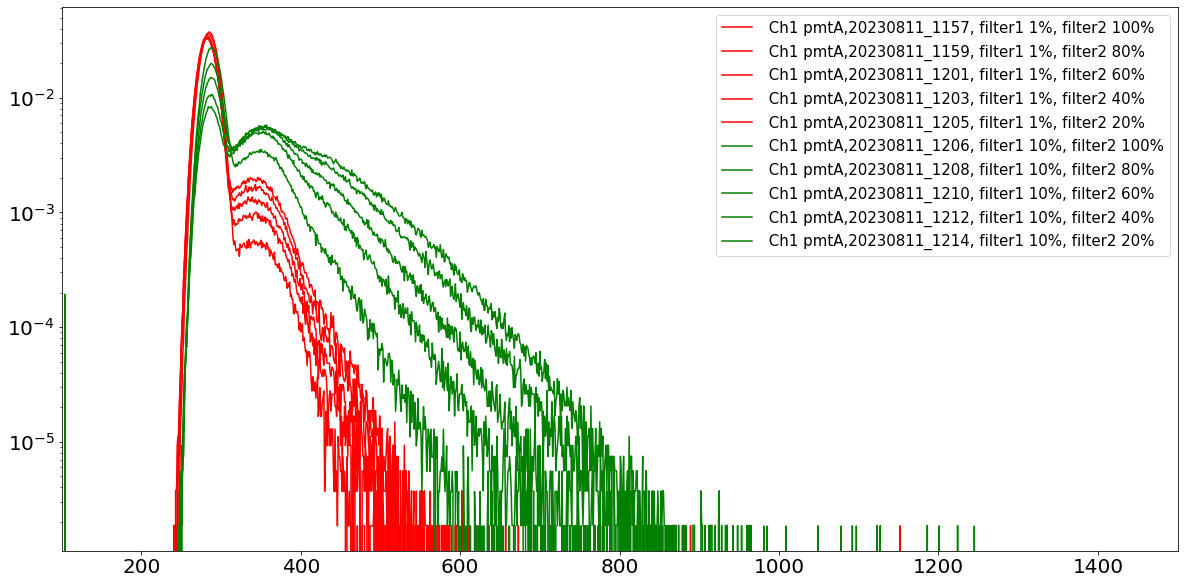 Ch1 pmtA,20230811_1157, filter1 1%, filter2 100%
Ch1 pmtA,20230811_1159, filter1 1%, filter2 80%
Ch1 pmtA,20230811_1201, filter1 1%, filter2 60%
Ch1 pmtA,20230811_1203, filter1 1%, filter2 40%
Ch1 pmtA,20230811_1205, filter1 1%, filter2 20%
Ch1 pmtA,20230811_1206, filter1 10%, filter2 100%
Ch1 pmtA,20230811_1208, filter1 10%, filter2 80%
Ch1 pmtA,20230811_1210, filter1 10%, filter2 60%
Ch1 pmtA,20230811_1212, filter1 10%, filter2 40%
Ch1 pmtA,20230811_1214, filter1 10%, filter2 20%
10⁻²
10⁻³
10⁻⁴
10⁻⁵
200 400 600 800 1000 1200 1400